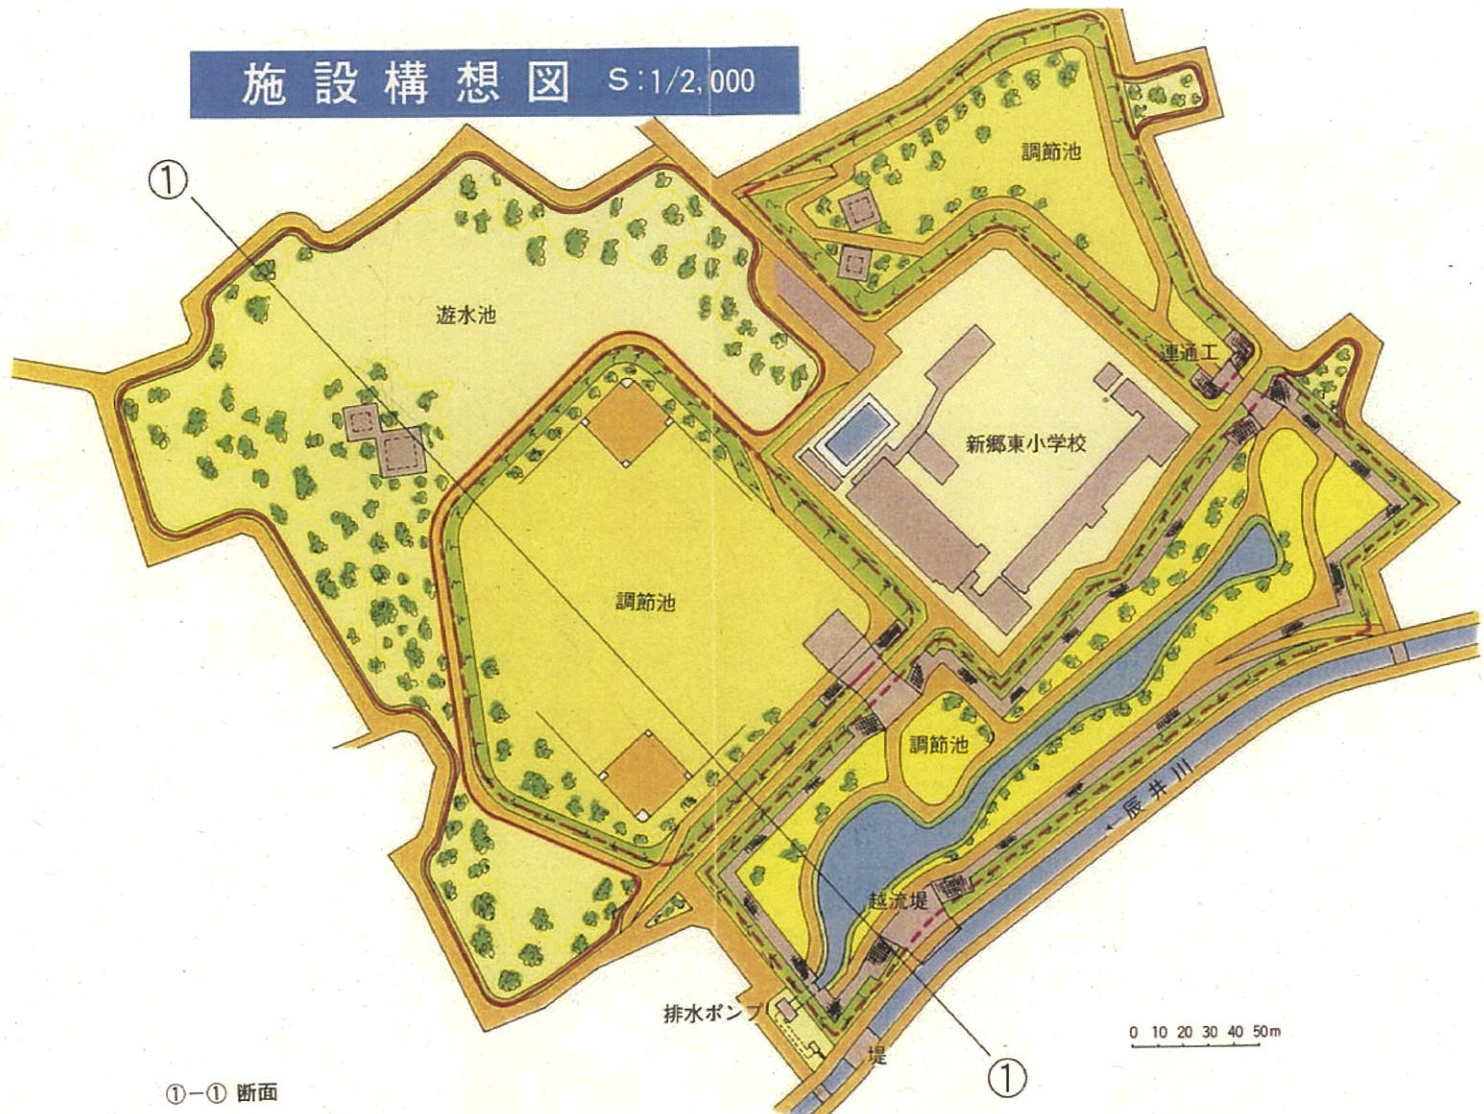 施設構想図 S:1/2,000
①
調節池
遊水池
連通工
新郷東小学校
調節池
調節池
←辰井川
越流堤
排水ポンプ
堤
①
0 10 20 30 40 50m
①-① 断面